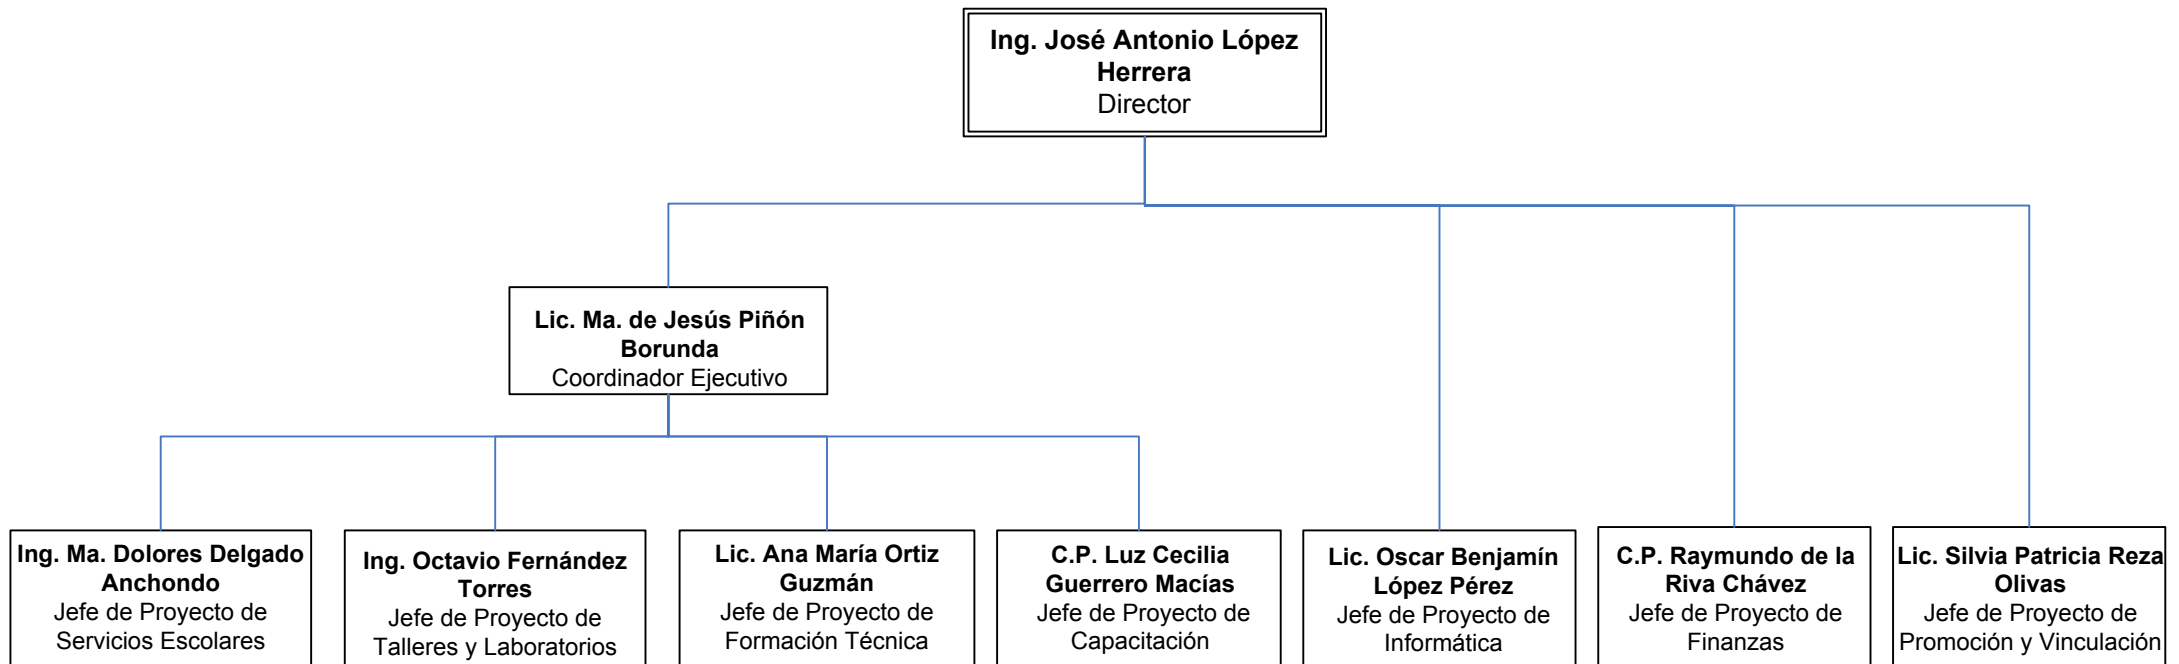 Ing. José Antonio López
Herrera
Director
Lic. Ma. de Jesús Piñón
Borunda
Coordinador Ejecutivo
Ing. Ma. Dolores Delgado
Anchondo
Jefe de Proyecto de
Servicios Escolares
Ing. Octavio Fernández
Torres
Jefe de Proyecto de
Talleres y Laboratorios
Lic. Ana María Ortiz
Guzmán
Jefe de Proyecto de
Formación Técnica
C.P. Luz Cecilia
Guerrero Macías
Jefe de Proyecto de
Capacitación
Lic. Oscar Benjamín
López Pérez
Jefe de Proyecto de
Informática
C.P. Raymundo de la
Riva Chávez
Jefe de Proyecto de
Finanzas
Lic. Silvia Patricia Reza
Olivas
Jefe de Proyecto de
Promoción y Vinculación